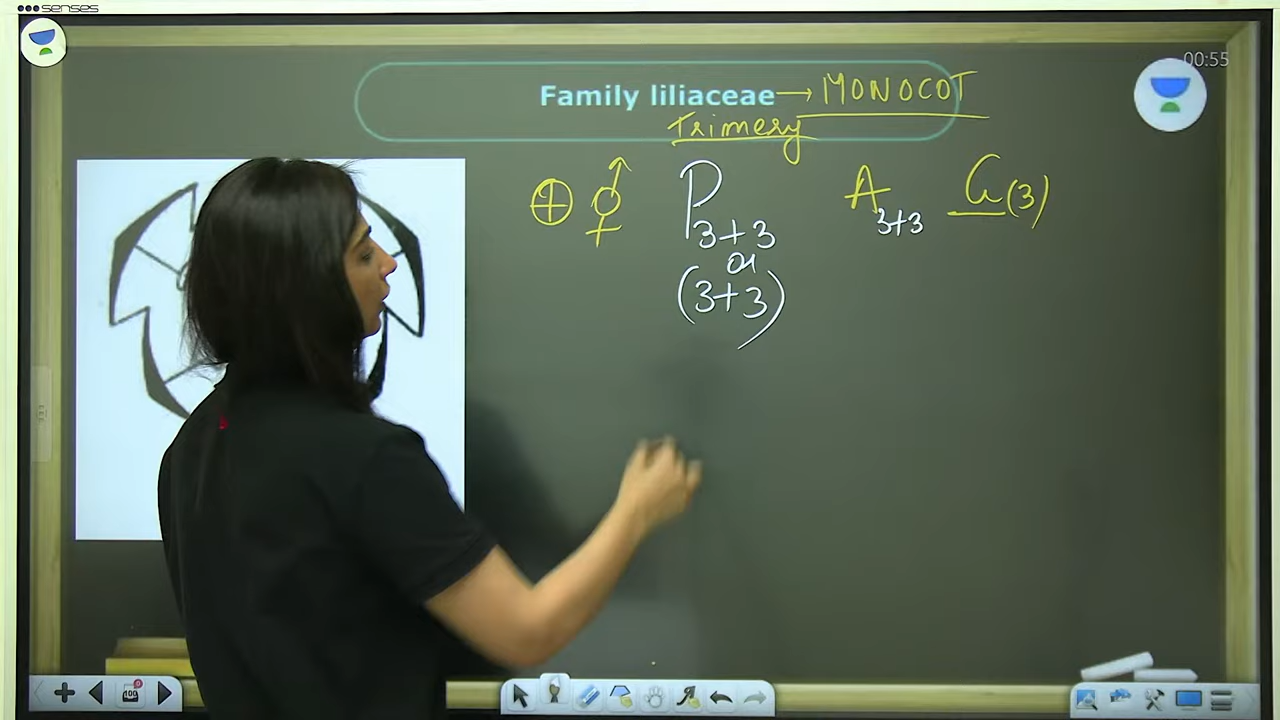 senses
00:55
Family liliaceae → MONOCOT
Trimery
⊕ ⚥ P3+3 A3+3 G(3)
or
(3+3)